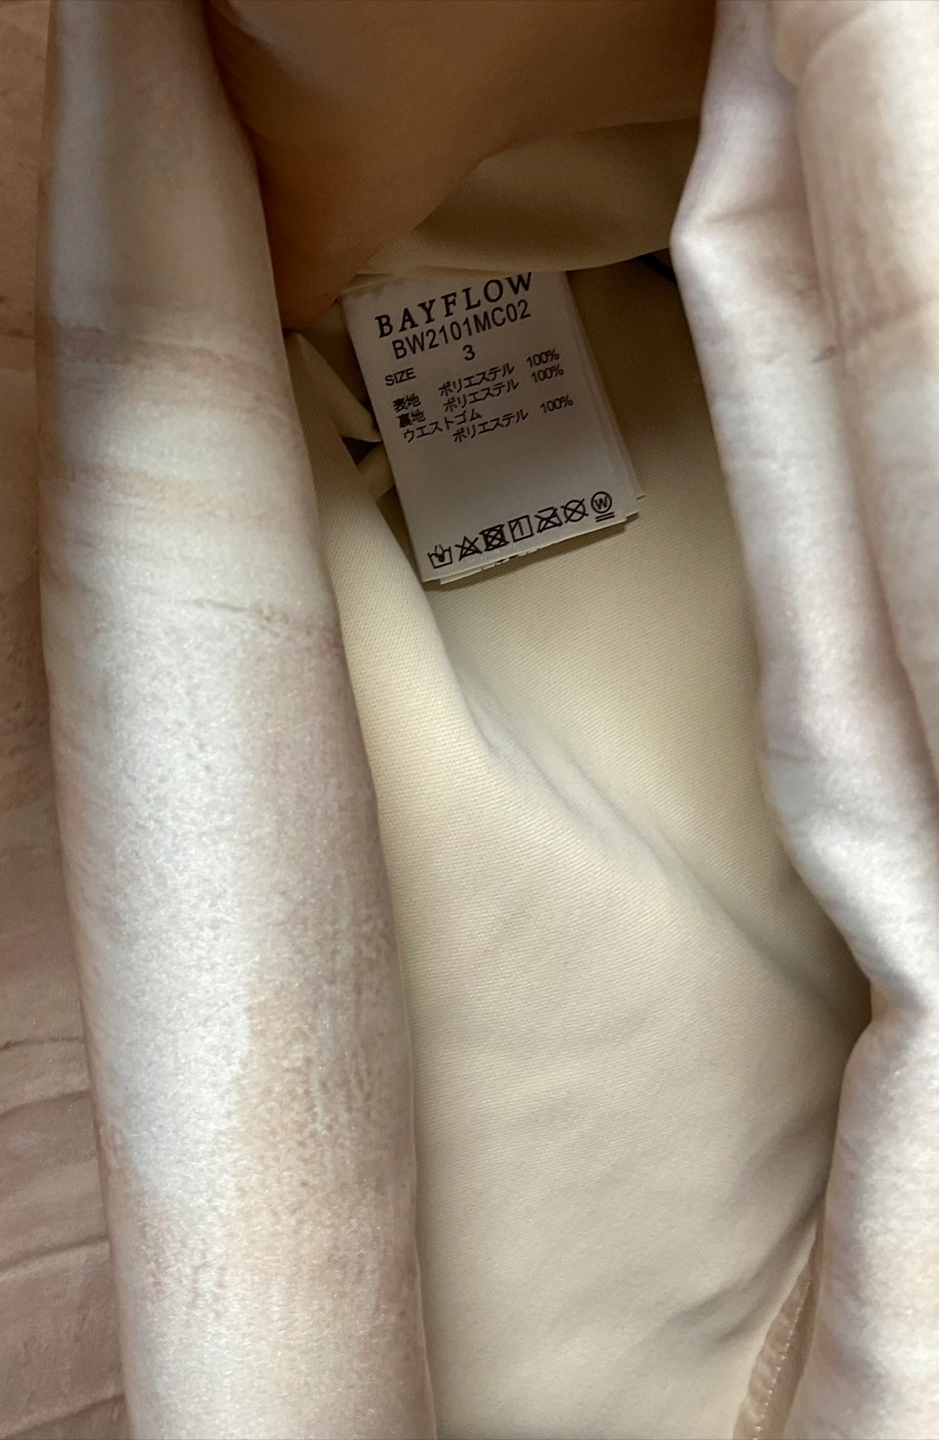 BAYFLOW
BW2101MC02
SIZE 3
表地 ポリエステル 100%
裏地 ポリエステル 100%
ウエストゴム
ポリエステル 100%
W